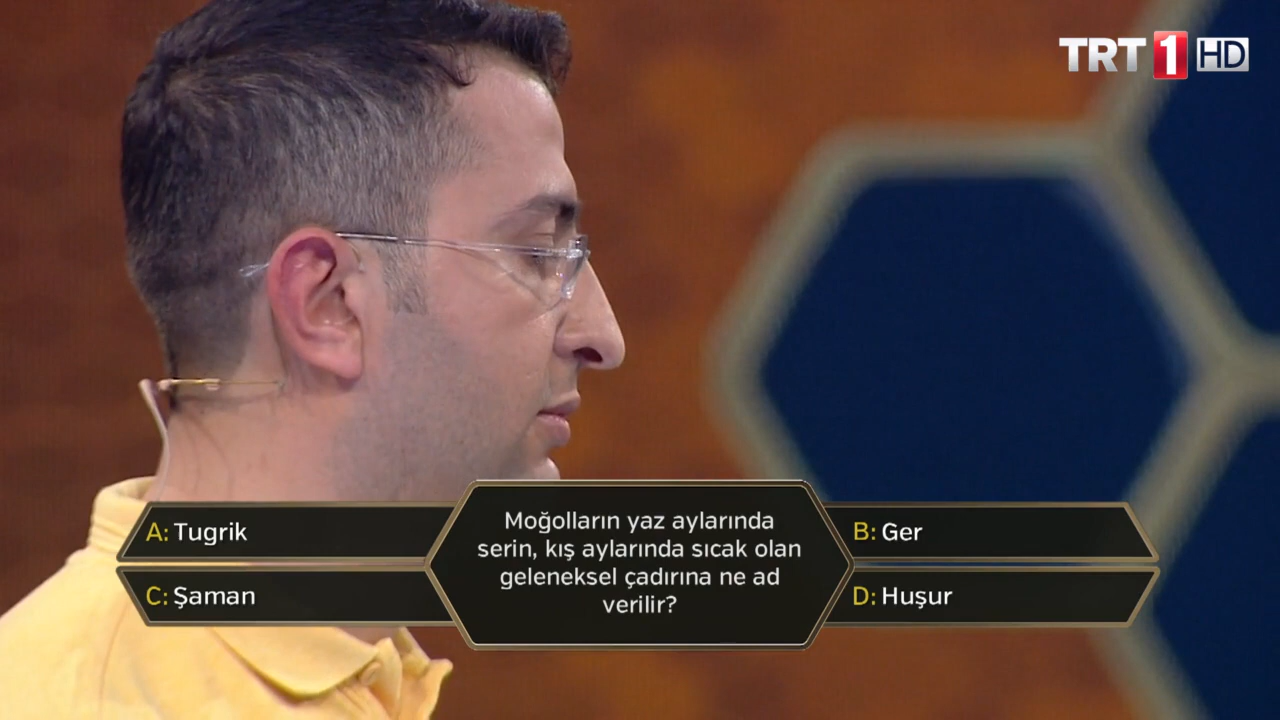 TRT 1 HD
Moğolların yaz aylarında
serin, kış aylarında sıcak olan
geleneksel çadırına ne ad
verilir?
A: Tugrik
B: Ger
C: Şaman
D: Huşur